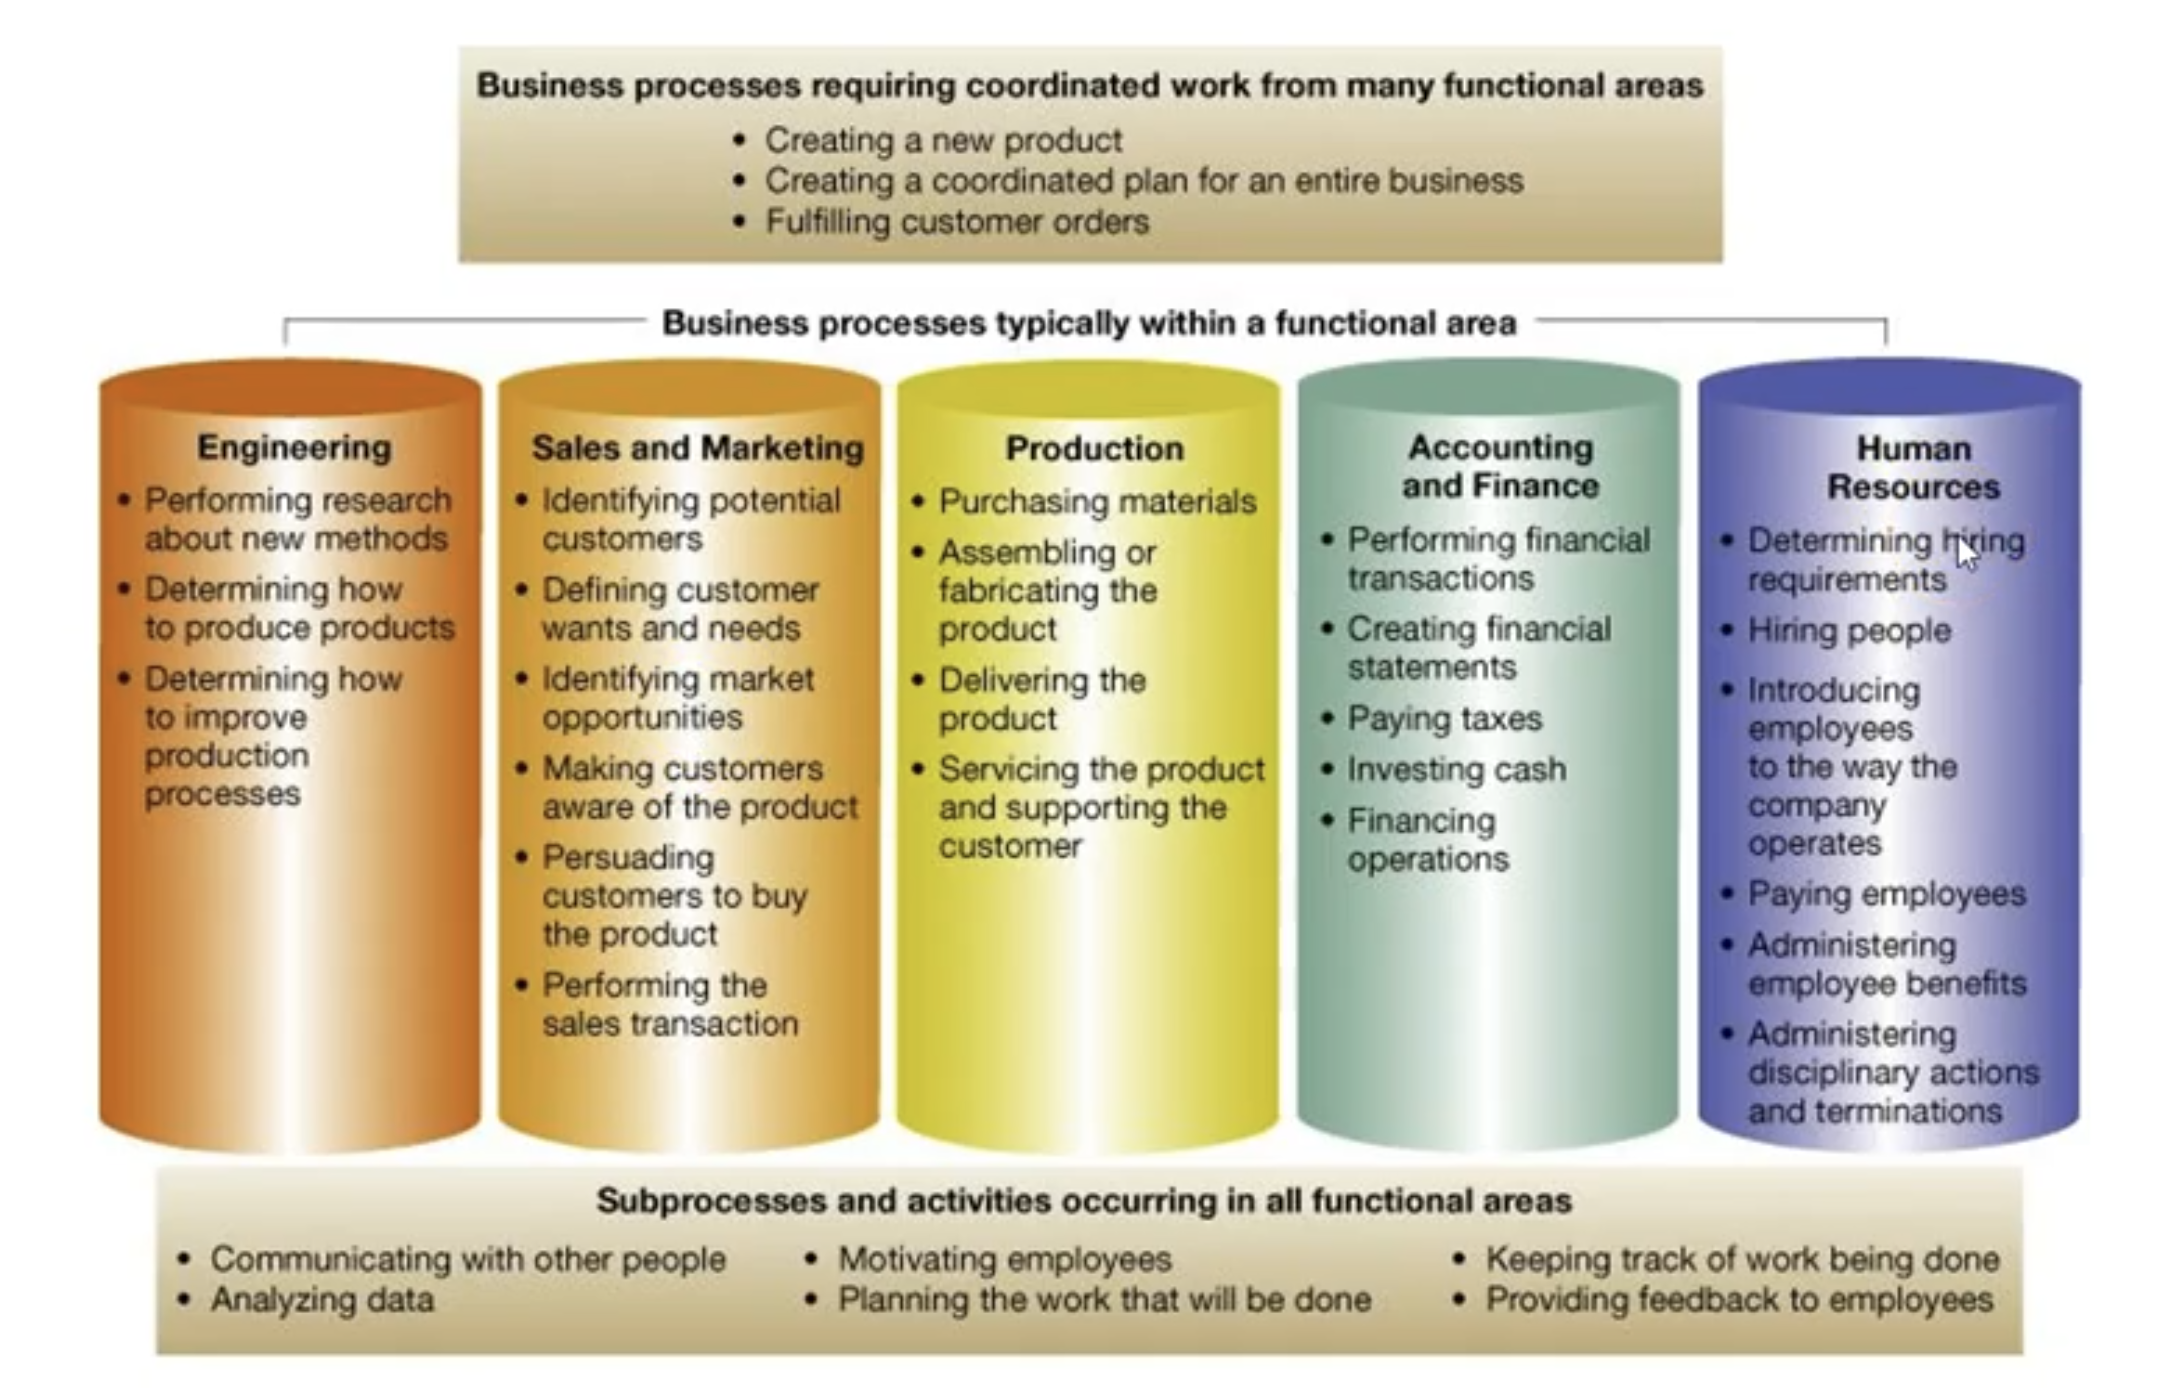 Business processes requiring coordinated work from many functional areas
• Creating a new product
• Creating a coordinated plan for an entire business
• Fulfilling customer orders
Business processes typically within a functional area
Engineering
• Performing research
about new methods
• Determining how
to produce products
• Determining how
to improve
production
processes
Sales and Marketing
• Identifying potential
customers
• Defining customer
wants and needs
• Identifying market
opportunities
• Making customers
aware of the product
• Persuading
customers to buy
the product
• Performing the
sales transaction
Production
• Purchasing materials
• Assembling or
fabricating the
product
• Delivering the
product
• Servicing the product
and supporting the
customer
Accounting
and Finance
• Performing financial
transactions
• Creating financial
statements
• Paying taxes
• Investing cash
• Financing
operations
Human
Resources
• Determining hiring
requirements
• Hiring people
• Introducing
employees
to the way the
company
operates
• Paying employees
• Administering
employee benefits
• Administering
disciplinary actions
and terminations
Subprocesses and activities occurring in all functional areas
• Communicating with other people
• Analyzing data
• Motivating employees
• Planning the work that will be done
• Keeping track of work being done
• Providing feedback to employees